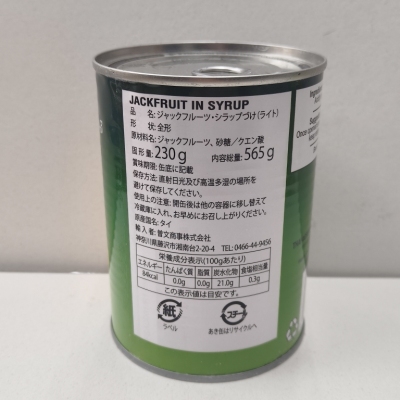 JACKFRUIT IN SYRUP
品 名：ジャックフルーツ・シラップづけ（ライト）
形 状：全形
原材料名：ジャックフルーツ、砂糖／クエン酸
固形量：230g 内容総量：565g
賞味期限：缶底に記載
保存方法：直射日光及び高温多湿の場所を
避けて保存してください。
使用上の注意：開缶後は他の容器に移し替えて
冷蔵庫に入れ、お早めにお召し上がりください。
原産国名：タイ
輸 入 者：曽文商事株式会社
神奈川県藤沢市湘南台2-20-4 TEL: 0466-44-9456
栄養成分表示(100gあたり)
エネルギー たんぱく質 脂質 炭水化物 食塩相当量
84kcal 0.0g 0.0g 21.0g 0.3g
この表示値は目安です。
紙 スチール
ラベル あき缶はリサイクルへ